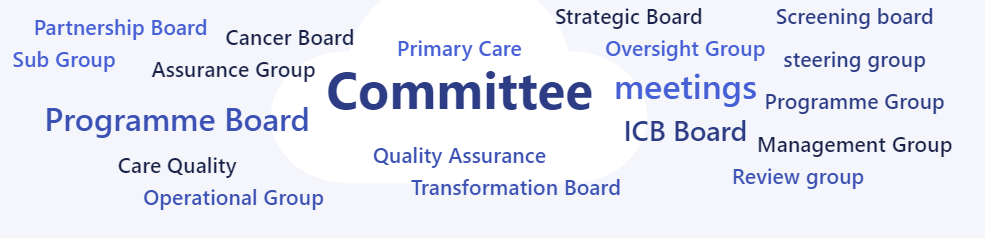 Partnership Board
Cancer Board
Strategic Board
Screening board
Sub Group
Assurance Group
Primary Care
Oversight Group
steering group
Committee
meetings
Programme Group
Programme Board
ICB Board
Management Group
Care Quality
Quality Assurance
Review group
Operational Group
Transformation Board